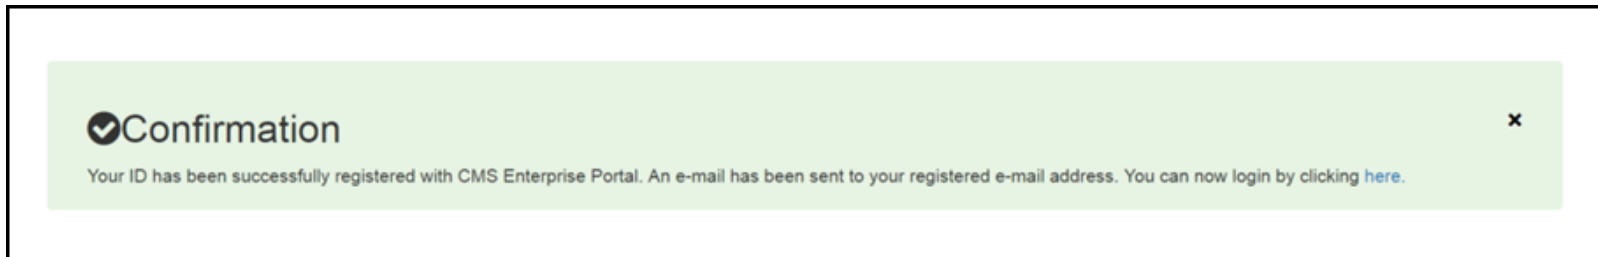 Confirmation
Your ID has been successfully registered with CMS Enterprise Portal. An e-mail has been sent to your registered e-mail address. You can now login by clicking here.